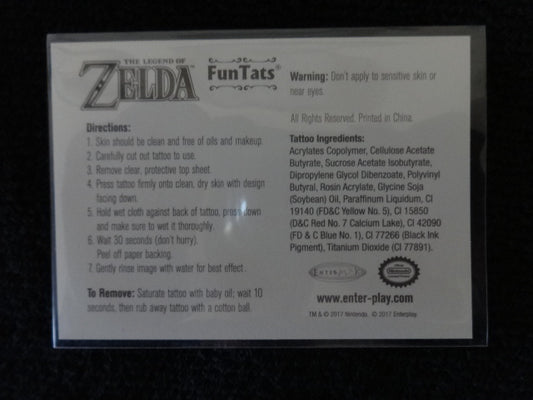 THE LEGEND OF
ZELDA™
FunTats®
Directions:
1. Skin should be clean and free of oils and makeup.
2. Carefully cut out tattoo to use.
3. Remove clear, protective top sheet.
4. Press tattoo firmly onto clean, dry skin with design
facing down.
5. Hold wet cloth against back of tattoo, press down
and make sure to wet it thoroughly.
6. Wait 30 seconds (don't hurry).
Peel off paper backing.
7. Gently rinse image with water for best effect.
To Remove: Saturate tattoo with baby oil; wait 10
seconds, then rub away tattoo with a cotton ball.
Warning: Don't apply to sensitive skin or
near eyes.
All Rights Reserved. Printed in China.
Tattoo Ingredients:
Acrylates Copolymer, Cellulose Acetate
Butyrate, Sucrose Acetate Isobutyrate,
Dipropylene Glycol Dibenzoate, Polyvinyl
Butyral, Rosin Acrylate, Glycine Soja
(Soybean) Oil, Paraffinum Liquidum, CI
19140 (FD&C Yellow No. 5), CI 15850
(D&C Red No. 7 Calcium Lake), CI 42090
(FD & C Blue No. 1), CI 77266 (Black Ink
Pigment), Titanium Dioxide (CI 77891).
ENTERPLAY
Nintendo
www.enter-play.com
TM & © 2017 Nintendo. © 2017 Enterplay.